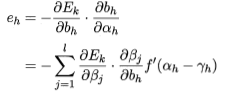 e_h = -\frac{\partial E_k}{\partial b_h} \cdot \frac{\partial b_h}{\partial \alpha_h}
= -\sum_{j=1}^{l} \frac{\partial E_k}{\partial \beta_j} \cdot \frac{\partial \beta_j}{\partial b_h} f'(\alpha_h - \gamma_h)